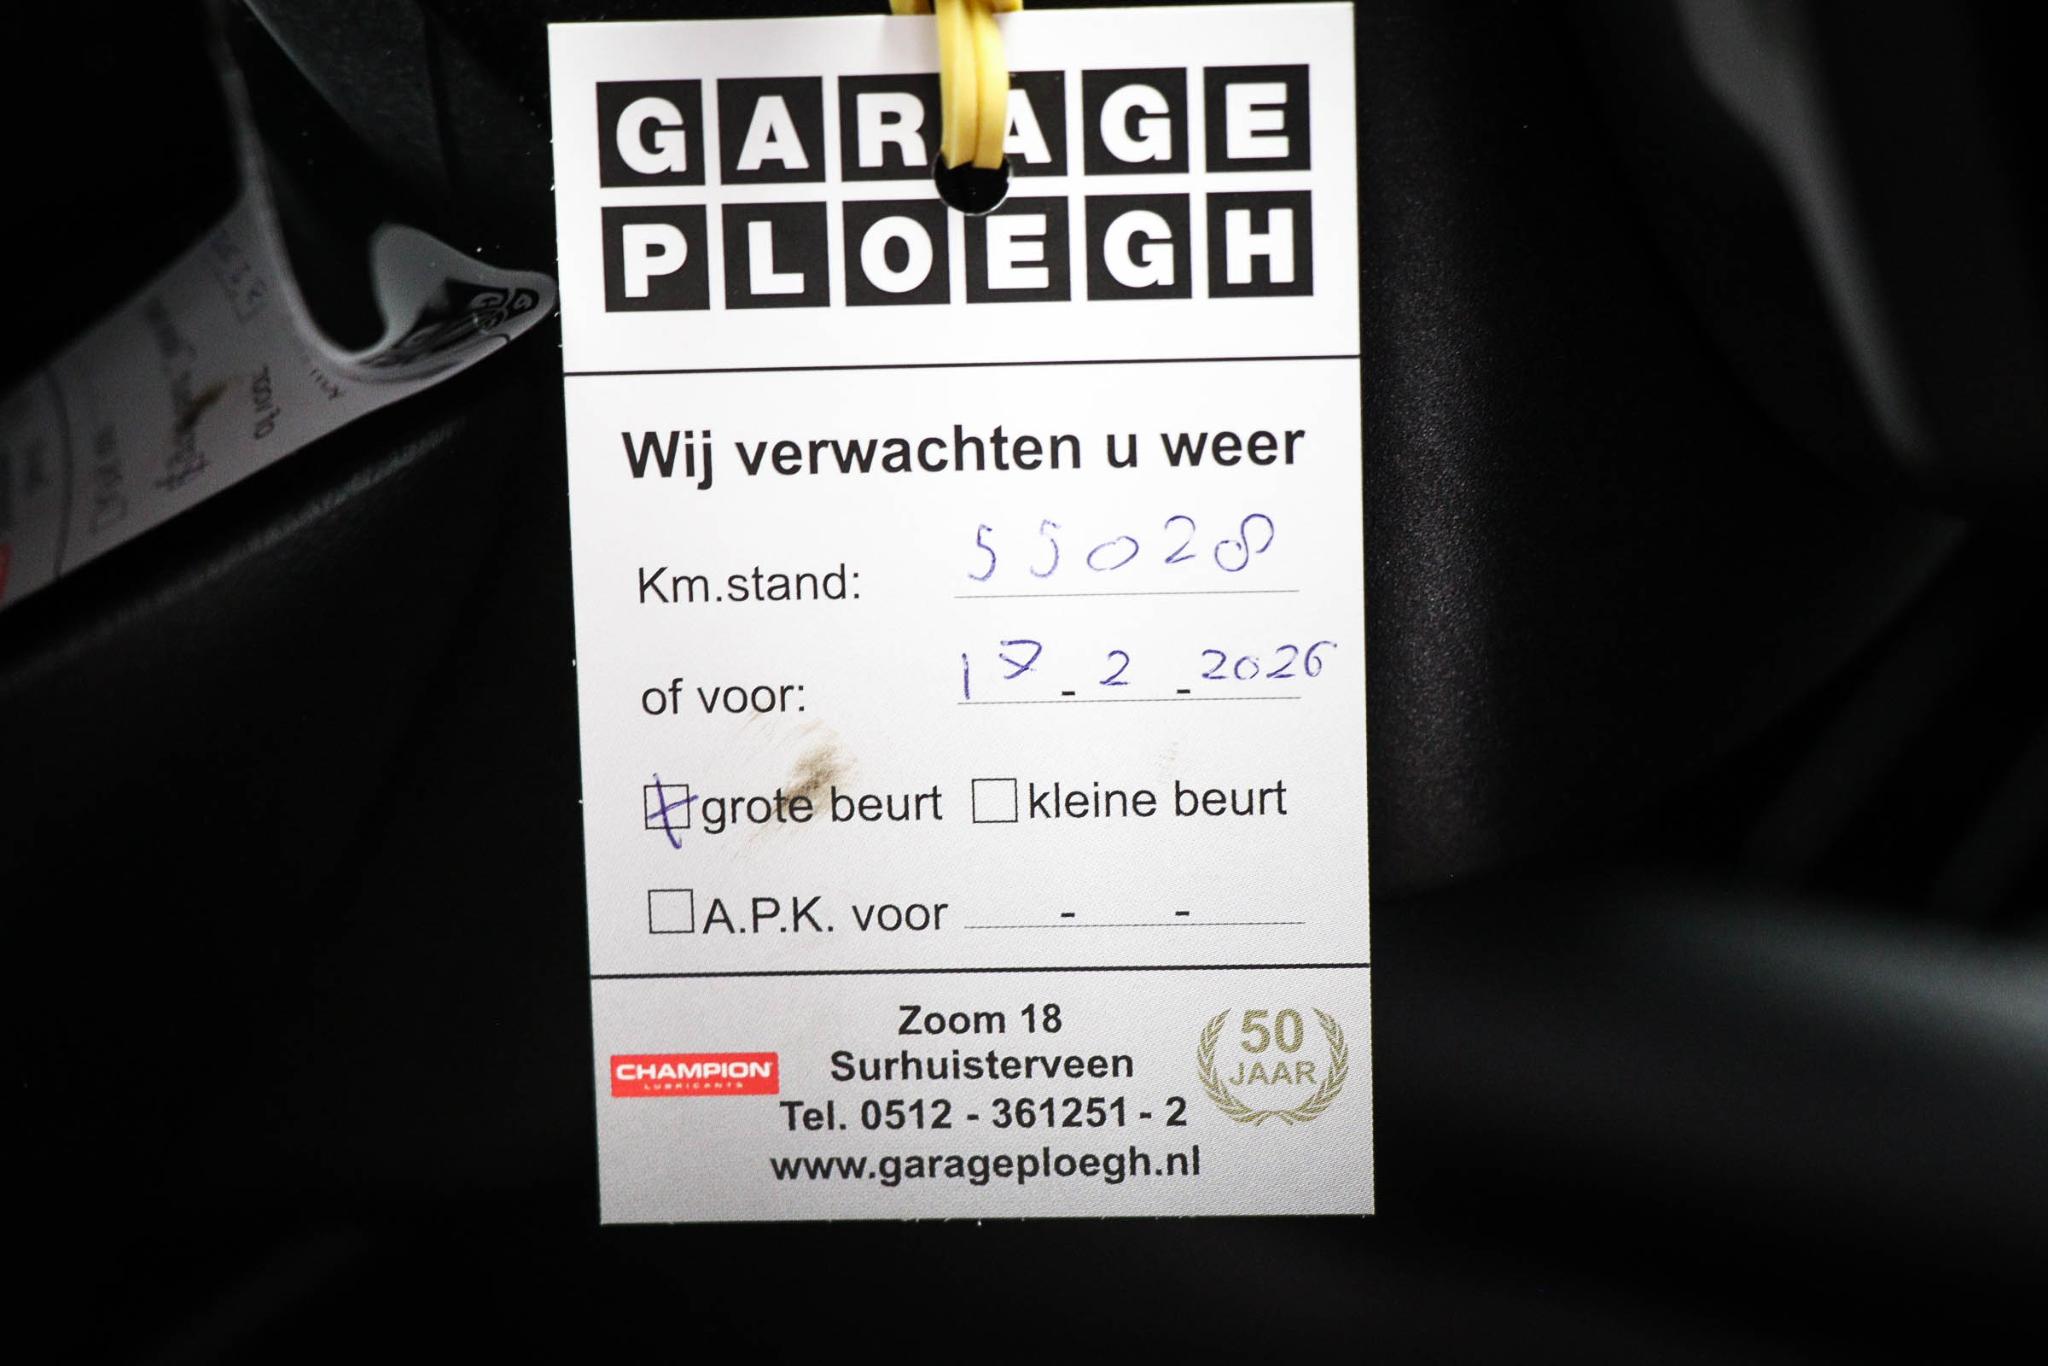 GARAGE
PLOEGH
Wij verwachten u weer
Km.stand: 55028
of voor: 17 - 2 - 2026
grote beurt kleine beurt
A.P.K. voor - -
Zoom 18
Surhuisterveen
Tel. 0512 - 361251 - 2
www.garageploegh.nl
CHAMPION
LUBRICANTS
50
JAAR